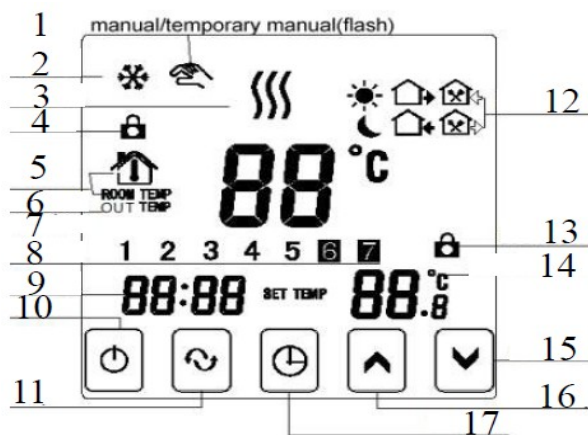 1 manual/temporary manual(flash)
2
3
4
12
5
88 °C
ROOM TEMP
6
OUT TEMP
7
8 1 2 3 4 5 6 7
13
9 88:88 SET TEMP 88.8 °C 14
10
15
11
16
17